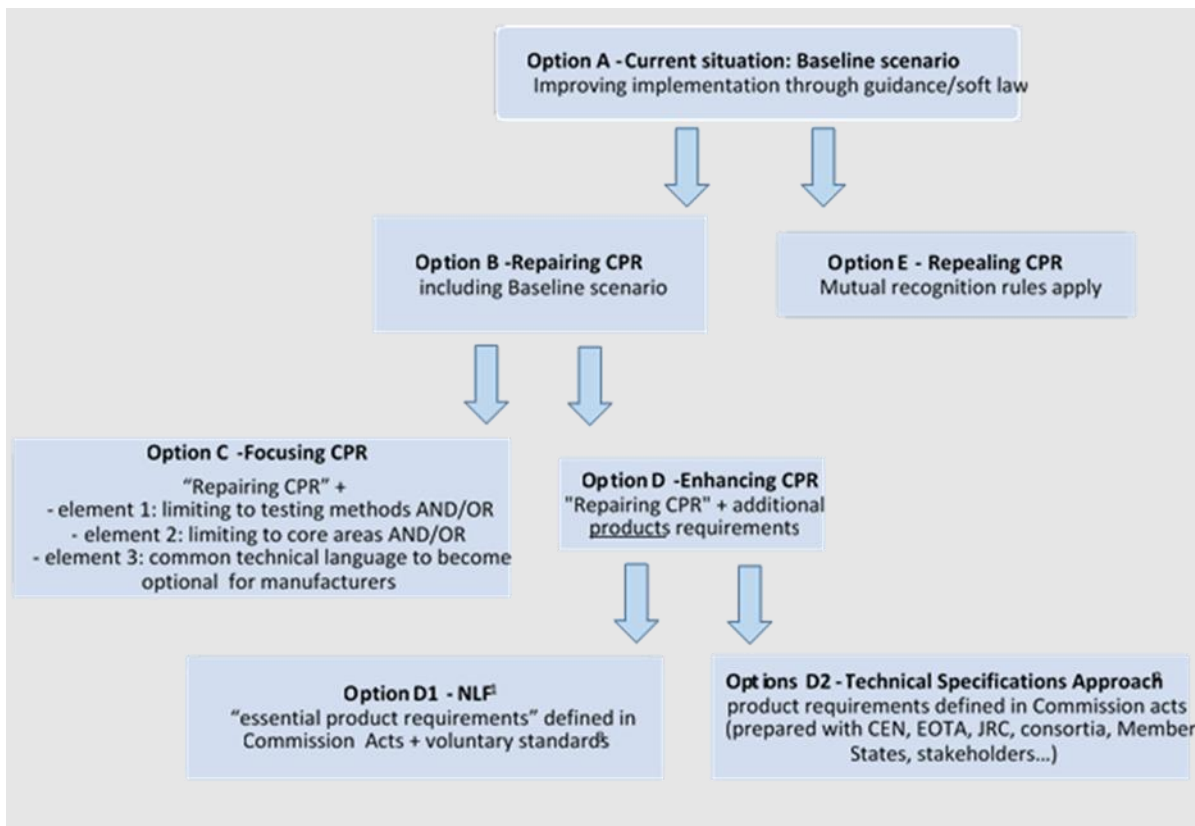 Option A - Current situation: Baseline scenario
Improving implementation through guidance/soft law
Option B -Repairing CPR
including Baseline scenario
Option E - Repealing CPR
Mutual recognition rules apply
Option C -Focusing CPR
“Repairing CPR” +
- element 1: limiting to testing methods AND/OR
- element 2: limiting to core areas AND/OR
- element 3: common technical language to become
optional for manufacturers
Option D -Enhancing CPR
"Repairing CPR" + additional
products requirements
Option D1 - NLF
“essential product requirements” defined in
Commission Acts + voluntary standards
Options D2 - Technical Specifications Approach
product requirements defined in Commission acts
(prepared with CEN, EOTA, JRC, consortia, Member
States, stakeholders...)